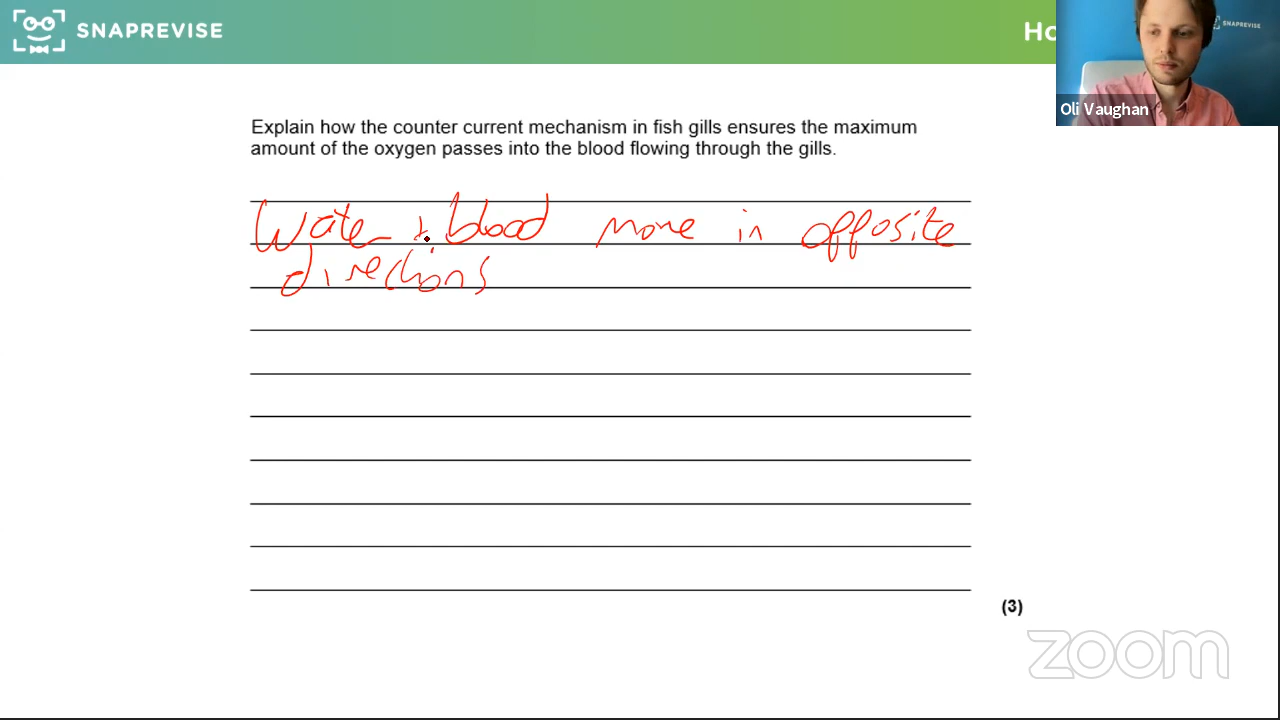 SNAPREVISE
Ho
SNAPREVISE
Oli Vaughan
Explain how the counter current mechanism in fish gills ensures the maximum
amount of the oxygen passes into the blood flowing through the gills.
Water + blood move in opposite
directions
(3)
zoom